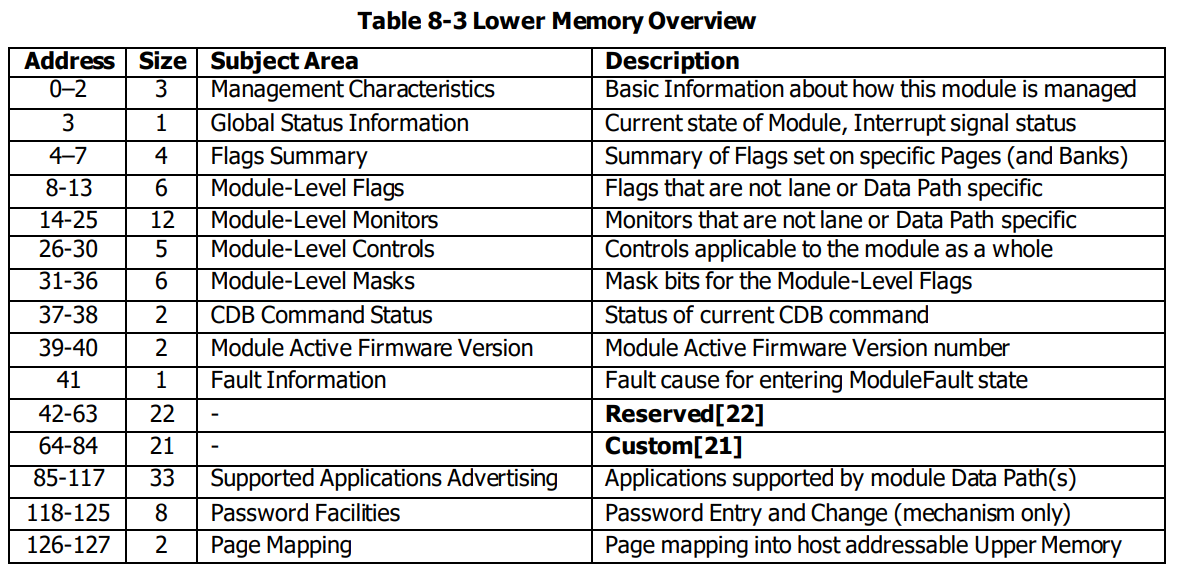 Table 8-3 Lower Memory Overview
Address Size Subject Area Description
0–2 3 Management Characteristics Basic Information about how this module is managed
3 1 Global Status Information Current state of Module, Interrupt signal status
4–7 4 Flags Summary Summary of Flags set on specific Pages (and Banks)
8-13 6 Module-Level Flags Flags that are not lane or Data Path specific
14-25 12 Module-Level Monitors Monitors that are not lane or Data Path specific
26-30 5 Module-Level Controls Controls applicable to the module as a whole
31-36 6 Module-Level Masks Mask bits for the Module-Level Flags
37-38 2 CDB Command Status Status of current CDB command
39-40 2 Module Active Firmware Version Module Active Firmware Version number
41 1 Fault Information Fault cause for entering ModuleFault state
42-63 22 - Reserved[22]
64-84 21 - Custom[21]
85-117 33 Supported Applications Advertising Applications supported by module Data Path(s)
118-125 8 Password Facilities Password Entry and Change (mechanism only)
126-127 2 Page Mapping Page mapping into host addressable Upper Memory